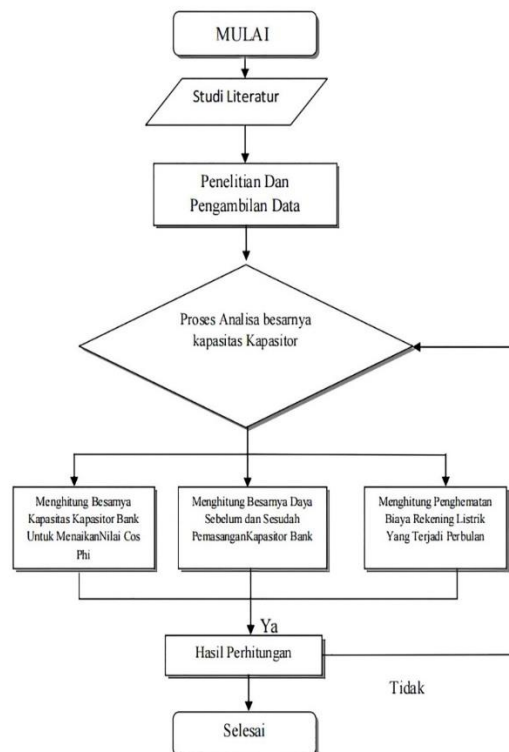 MULAI
Studi Literatur
Penelitian Dan
Pengambilan Data
Proses Analisa besarnya
kapasitas Kapasitor
Menghitung Besarnya
Kapasitas Kapasitor Bank
Untuk MenaikanNilai Cos
Phi
Menghitung Besarnya Daya
Sebelum dan Sesudah
PemasanganKapasitor Bank
Menghitung Penghematan
Biaya Rekening Listrik
Yang Terjadi Perbulan
Ya
Hasil Perhitungan
Tidak
Selesai